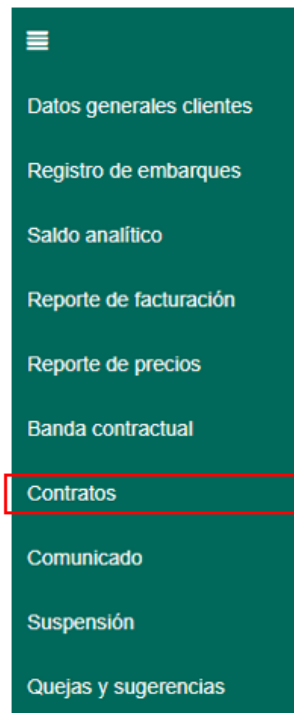 Datos generales clientes
Registro de embarques
Saldo analítico
Reporte de facturación
Reporte de precios
Banda contractual
Contratos
Comunicado
Suspensión
Quejas y sugerencias